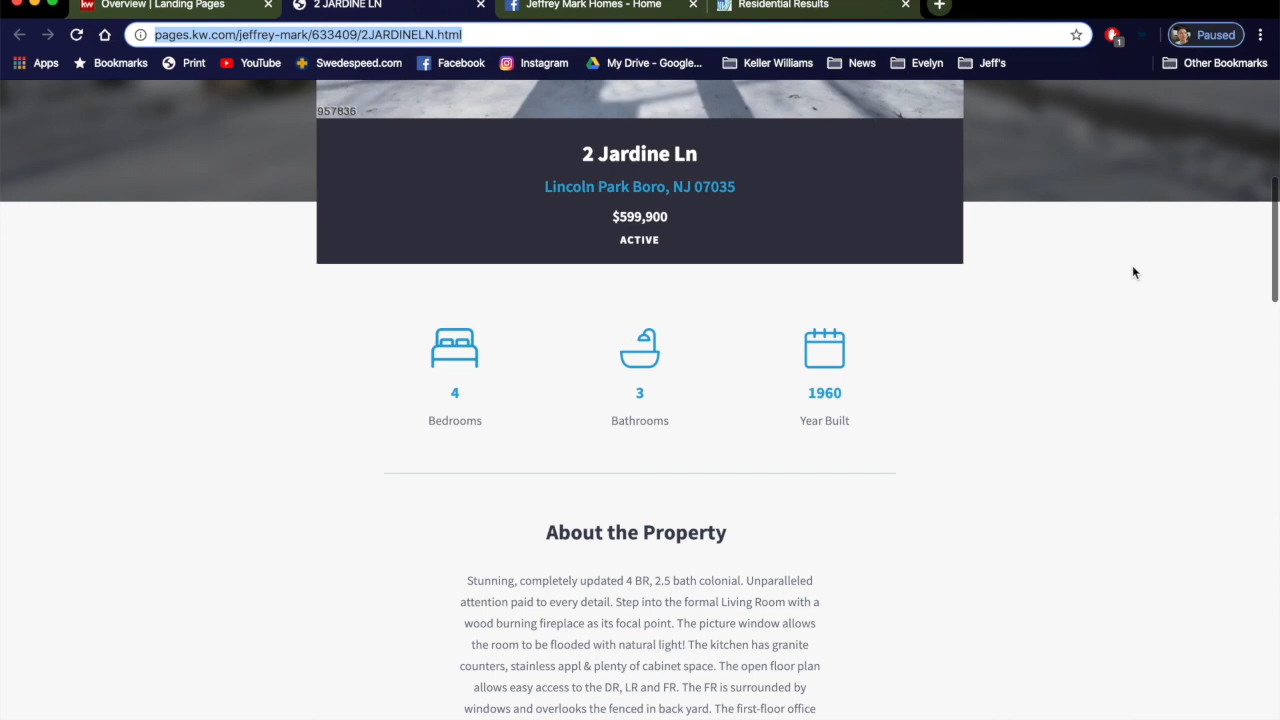 Overview | Landing Pages
2 JARDINE LN
Jeffrey Mark Homes - Home
Residential Results
pages.kw.com/jeffrey-mark/633409/2JARDINELN.html
1
Paused
Apps
Bookmarks
Print
YouTube
Swedespeed.com
Facebook
Instagram
My Drive - Google...
Keller Williams
News
Evelyn
Jeff's
Other Bookmarks
957836
2 Jardine Ln
Lincoln Park Boro, NJ 07035
$599,900
ACTIVE
4
Bedrooms
3
Bathrooms
1960
Year Built
About the Property
Stunning, completely updated 4 BR, 2.5 bath colonial. Unparalleled
attention paid to every detail. Step into the formal Living Room with a
wood burning fireplace as its focal point. The picture window allows
the room to be flooded with natural light! The kitchen has granite
counters, stainless appl & plenty of cabinet space. The open floor plan
allows easy access to the DR, LR and FR. The FR is surrounded by
windows and overlooks the fenced in back yard. The first-floor office